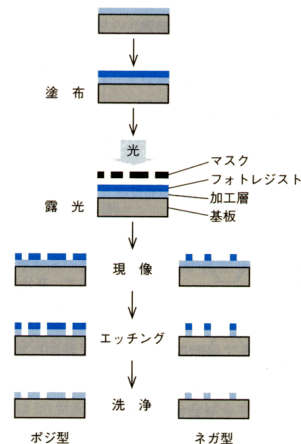 塗 布
光
マスク
フォトレジスト
加工層
基板
露 光
現 像
エッチング
洗 浄
ポジ型
ネガ型